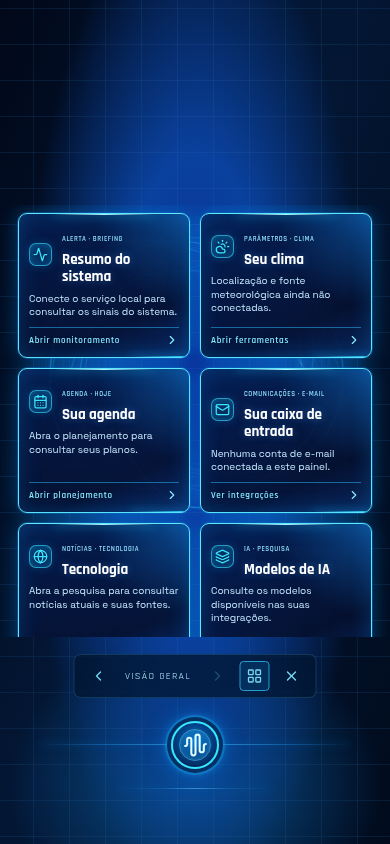 ALERTA · BRIEFING
Resumo do
sistema
Conecte o serviço local para
consultar os sinais do sistema.
Abrir monitoramento
PARÂMETROS · CLIMA
Seu clima
Localização e fonte
meteorológica ainda não
conectadas.
Abrir ferramentas
AGENDA · HOJE
Sua agenda
Abra o planejamento para
consultar seus planos.
Abrir planejamento
COMUNICAÇÕES · E-MAIL
Sua caixa de
entrada
Nenhuma conta de e-mail
conectada a este painel.
Ver integrações
NOTÍCIAS · TECNOLOGIA
Tecnologia
Abra a pesquisa para consultar
notícias atuais e suas fontes.
IA · PESQUISA
Modelos de IA
Consulte os modelos
disponíveis nas suas
integrações.
VISÃO GERAL